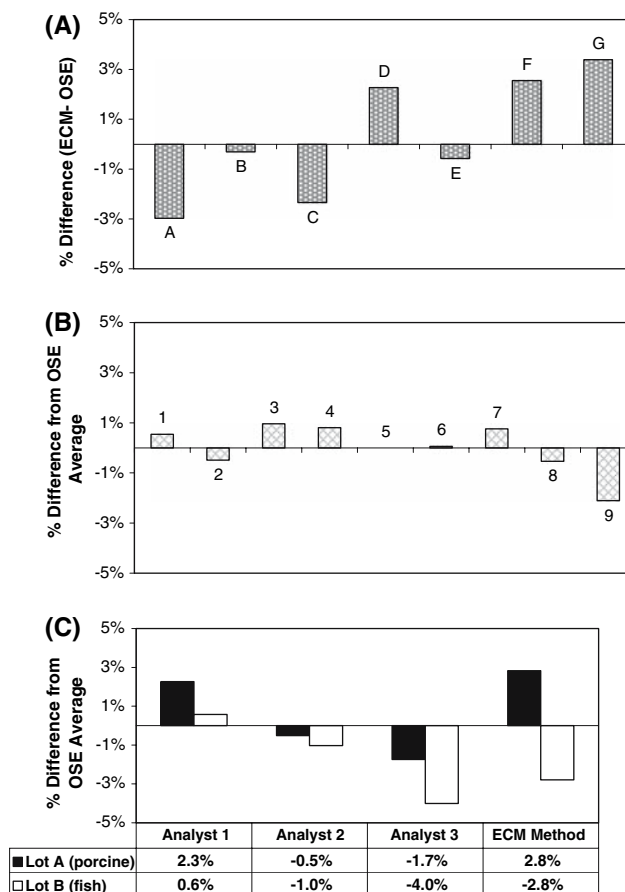 (A)
% Difference (ECM- OSE)
5%
3%
1%
-1%
-3%
-5%
A
B
C
D
E
F
G
(B)
% Difference from OSE
Average
5%
3%
1%
-1%
-3%
-5%
1
2
3
4
5
6
7
8
9
(C)
% Difference from
OSE Average
5%
3%
1%
-1%
-3%
-5%
Analyst 1 Analyst 2 Analyst 3 ECM Method
Lot A (porcine) 2.3% -0.5% -1.7% 2.8%
Lot B (fish) 0.6% -1.0% -4.0% -2.8%